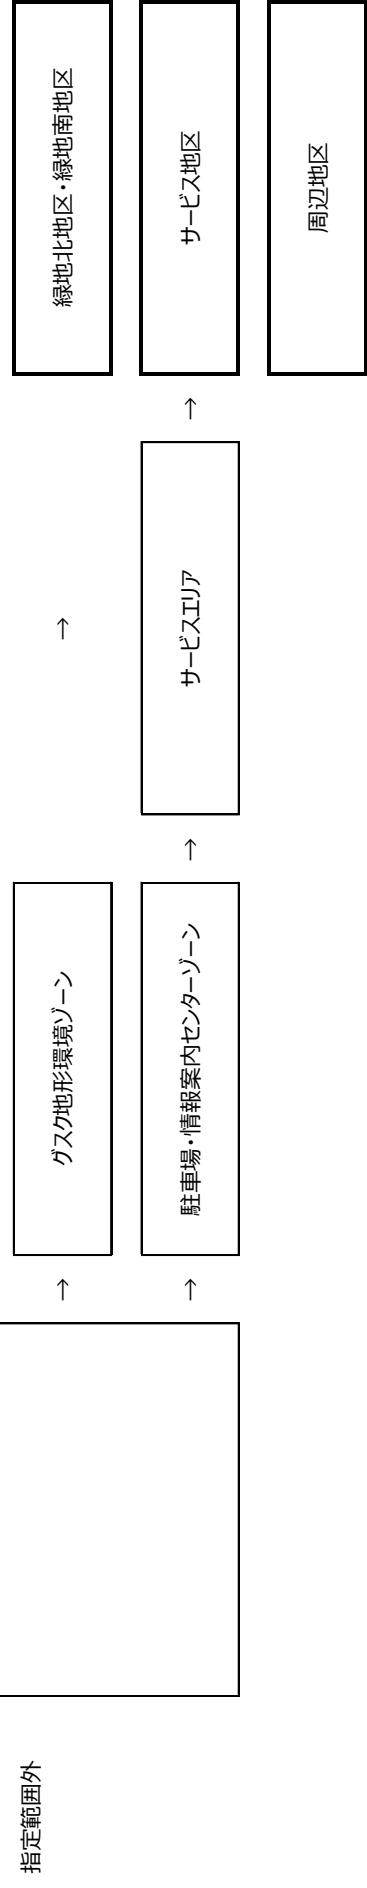 指定範囲外
→
グスク地形環境ゾーン
→
緑地北地区・緑地南地区
→
駐車場・情報案内センターゾーン
→
サービスエリア
→
サービス地区
周辺地区